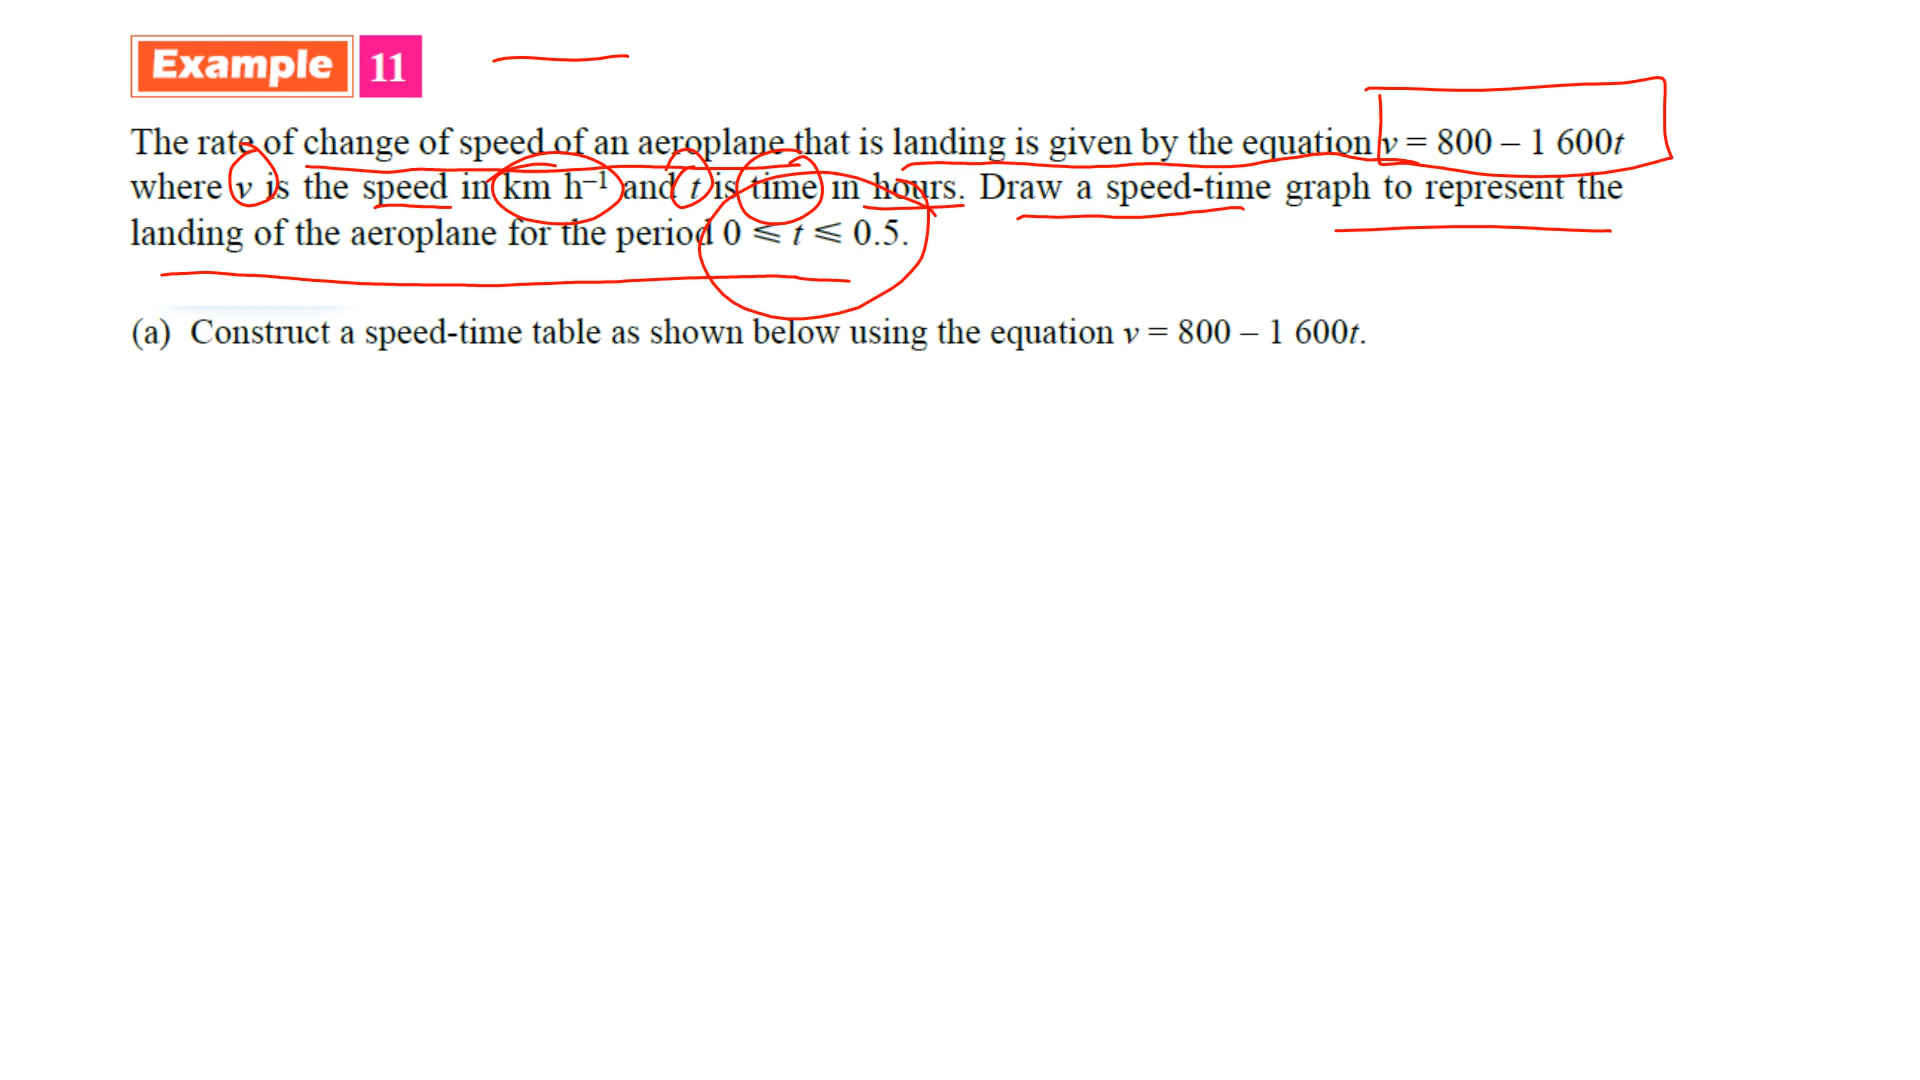 Example 11
The rate of change of speed of an aeroplane that is landing is given by the equation v = 800 – 1 600t
where v is the speed in km h⁻¹ and t is time in hours. Draw a speed-time graph to represent the
landing of the aeroplane for the period 0 ⩽ t ⩽ 0.5.
(a) Construct a speed-time table as shown below using the equation v = 800 – 1 600t.